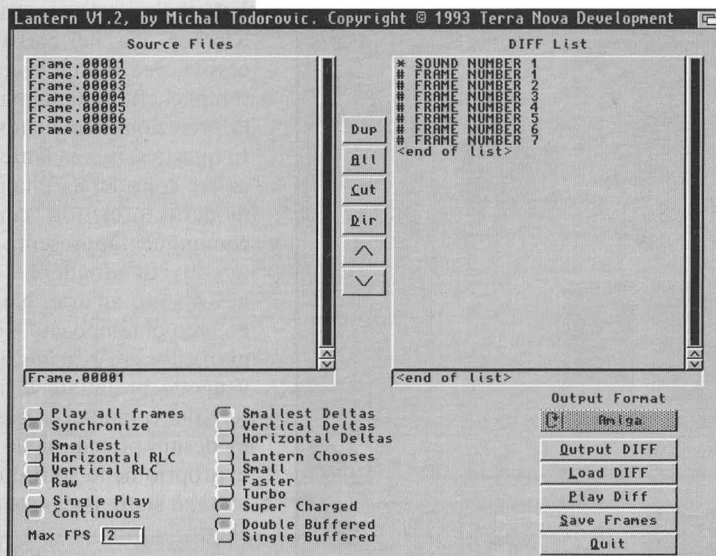 Lantern V1.2, by Michal Todorovic. Copyright © 1993 Terra Nova Development
Source Files
Frame.00001
Frame.00002
Frame.00003
Frame.00004
Frame.00005
Frame.00006
Frame.00007
Frame.00001
Dup
All
Cut
Dir
DIFF List
* SOUND NUMBER 1
# FRAME NUMBER 1
# FRAME NUMBER 2
# FRAME NUMBER 3
# FRAME NUMBER 4
# FRAME NUMBER 5
# FRAME NUMBER 6
# FRAME NUMBER 7
<end of list>
<end of list>
Play all frames
Synchronize
Smallest
Horizontal RLC
Vertical RLC
Raw
Single Play
Continuous
Max FPS 2
Smallest Deltas
Vertical Deltas
Horizontal Deltas
Lantern Chooses
Small
Faster
Turbo
Super Charged
Double Buffered
Single Buffered
Output Format
Amiga
Output DIFF
Load DIFF
Play Diff
Save Frames
Quit